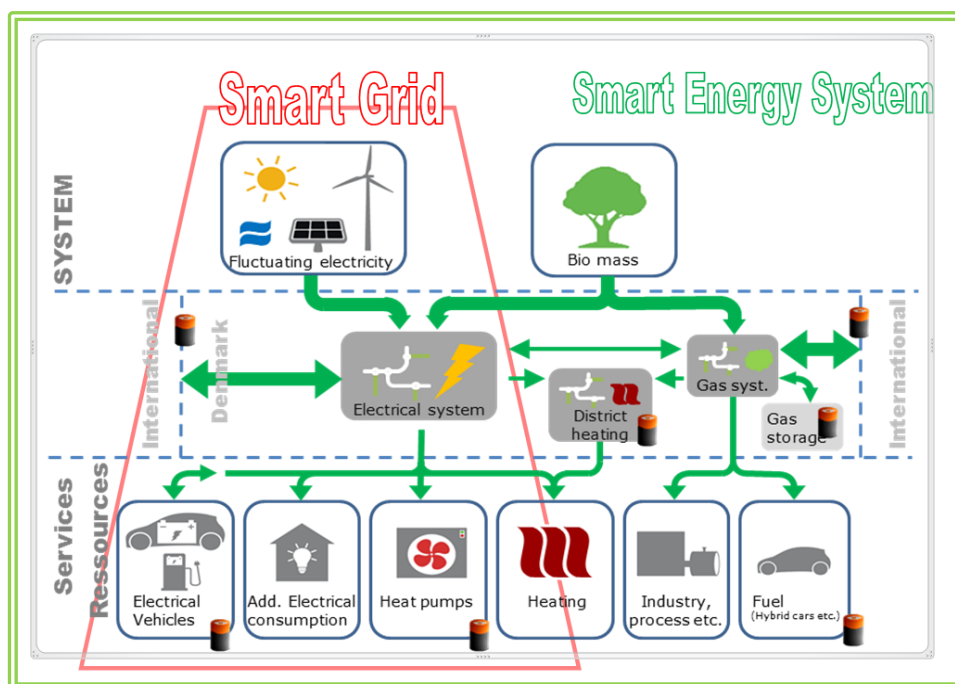 Smart Grid
Smart Energy System
SYSTEM
Fluctuating electricity
Bio mass
International
Denmark
Electrical system
District
heating
Gas syst.
Gas
storage
International
Services
Ressources
Electrical
Vehicles
Add. Electrical
consumption
Heat pumps
Heating
Industry,
process etc.
Fuel
(Hybrid cars etc.)